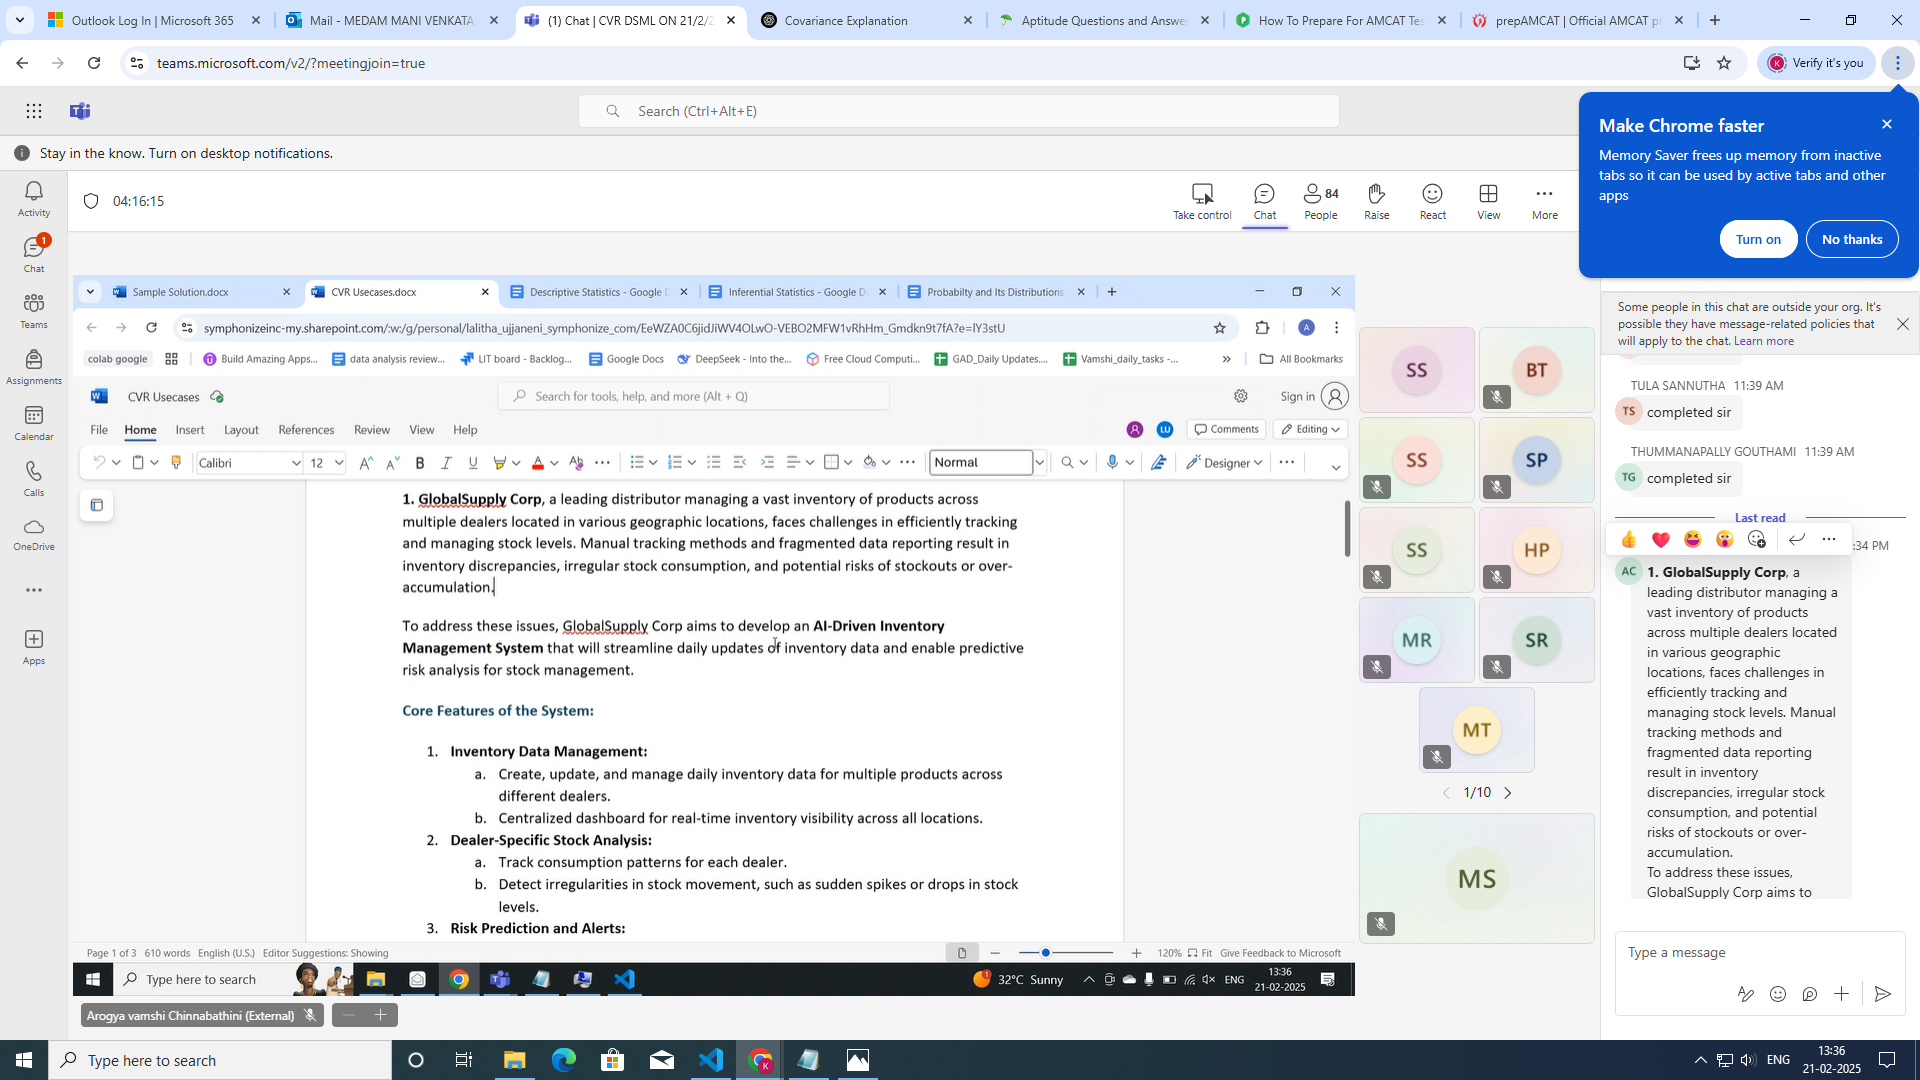 Outlook Log In | Microsoft 365
Mail - MEDAM MANI VENKATA
(1) Chat | CVR DSML ON 21/2/2
Covariance Explanation
Aptitude Questions and Answe
How To Prepare For AMCAT Tes
prepAMCAT | Official AMCAT p
teams.microsoft.com/v2/?meetingjoin=true
K
Verify it's you
Search (Ctrl+Alt+E)
Make Chrome faster
Memory Saver frees up memory from inactive
tabs so it can be used by active tabs and other
apps
Turn on
No thanks
Stay in the know. Turn on desktop notifications.
Activity
1
Chat
Teams
Assignments
Calendar
Calls
OneDrive
Apps
04:16:15
Take control
Chat
84
People
Raise
React
View
More
Sample Solution.docx
CVR Usecases.docx
Descriptive Statistics - Google D
Inferential Statistics - Google D
Probabilty and Its Distributions
symphonizeinc-my.sharepoint.com/:w:/g/personal/lalitha_ujjaneni_symphonize_com/EeWZA0C6jidJiWV4OLwO-VEBO2MFW1vRhHm_Gmdkn9t7fA?e=lY3stU
A
colab google
Build Amazing Apps...
data analysis review...
LIT board - Backlog...
Google Docs
DeepSeek - Into the...
Free Cloud Computi...
GAD_Daily Updates....
Vamshi_daily_tasks -...
»
All Bookmarks
CVR Usecases
Search for tools, help, and more (Alt + Q)
Sign in
File
Home
Insert
Layout
References
Review
View
Help
LU
Comments
Editing
Calibri
12
B
I
U
Normal
Designer
1. GlobalSupply Corp, a leading distributor managing a vast inventory of products across
multiple dealers located in various geographic locations, faces challenges in efficiently tracking
and managing stock levels. Manual tracking methods and fragmented data reporting result in
inventory discrepancies, irregular stock consumption, and potential risks of stockouts or over-
accumulation.
To address these issues, GlobalSupply Corp aims to develop an AI-Driven Inventory
Management System that will streamline daily updates of inventory data and enable predictive
risk analysis for stock management.
Core Features of the System:
1. Inventory Data Management:
a. Create, update, and manage daily inventory data for multiple products across
different dealers.
b. Centralized dashboard for real-time inventory visibility across all locations.
2. Dealer-Specific Stock Analysis:
a. Track consumption patterns for each dealer.
b. Detect irregularities in stock movement, such as sudden spikes or drops in stock
levels.
3. Risk Prediction and Alerts:
Page 1 of 3
610 words
English (U.S.)
Editor Suggestions: Showing
120%
Fit
Give Feedback to Microsoft
Type here to search
32°C Sunny
ENG
13:36
21-02-2025
Arogya vamshi Chinnabathini (External)
SS
BT
SS
SP
SS
HP
MR
SR
MT
1/10
MS
Some people in this chat are outside your org. It's
possible they have message-related policies that
will apply to the chat. Learn more
TULA SANNUTHA 11:39 AM
TS
completed sir
THUMMANAPALLY GOUTHAMI 11:39 AM
TG
completed sir
Last read
:34 PM
AC
1. GlobalSupply Corp, a
leading distributor managing a
vast inventory of products
across multiple dealers located
in various geographic
locations, faces challenges in
efficiently tracking and
managing stock levels. Manual
tracking methods and
fragmented data reporting
result in inventory
discrepancies, irregular stock
consumption, and potential
risks of stockouts or over-
accumulation.
To address these issues,
GlobalSupply Corp aims to
Type a message
Type here to search
ENG
13:36
21-02-2025